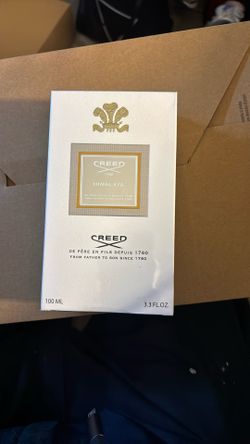 CREED
HIMALAYA
CREED
DE PÈRE EN FILS DEPUIS 1760
FROM FATHER TO SON SINCE 1760
100 ML
3.3 FL.OZ.